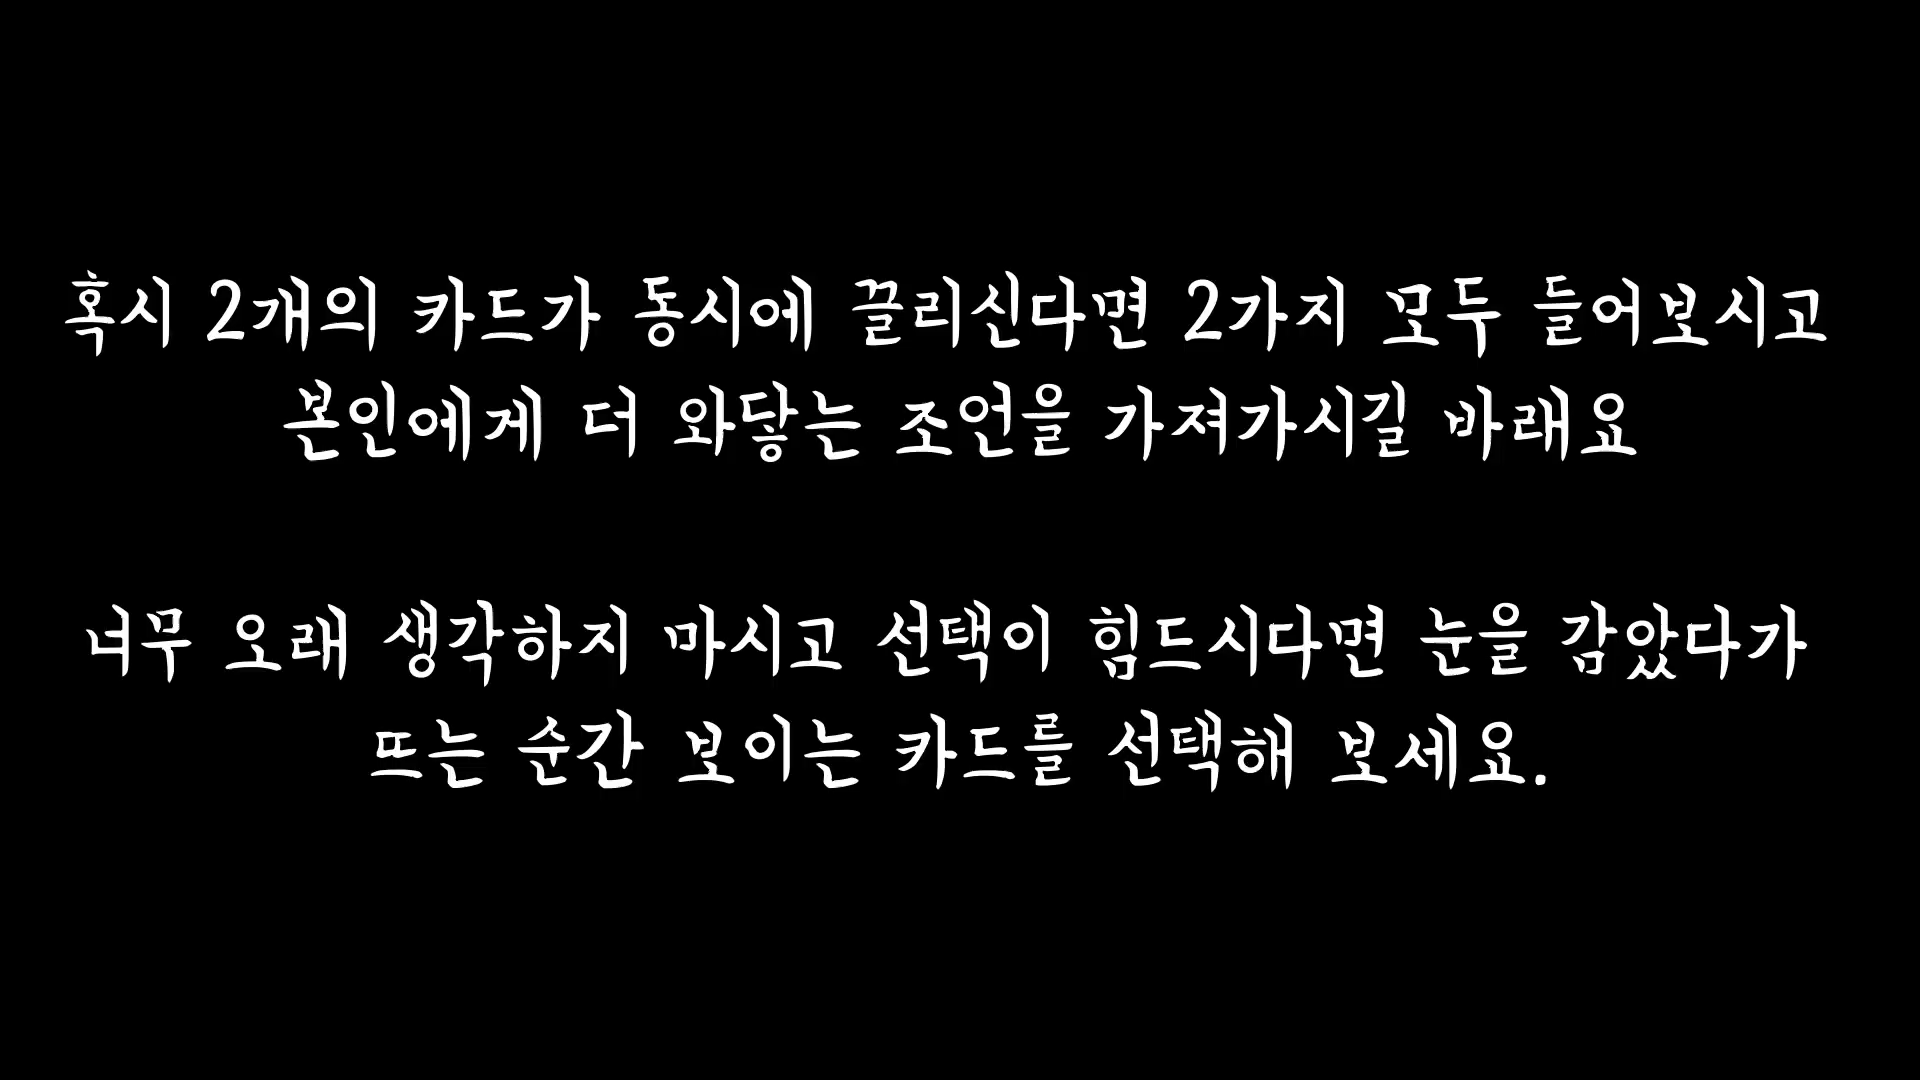 혹시 2개의 카드가 동시에 끌리신다면 2가지 모두 들어보시고
본인에게 더 와닿는 조언을 가져가시길 바래요
너무 오래 생각하지 마시고 선택이 힘드시다면 눈을 감았다가
뜨는 순간 보이는 카드를 선택해 보세요.